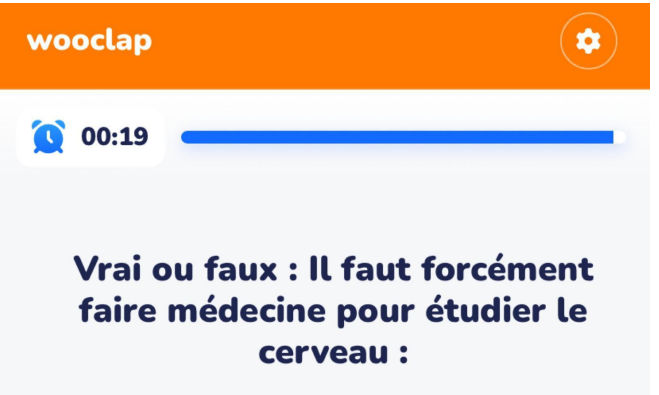 wooclap
00:19
Vrai ou faux : Il faut forcément
faire médecine pour étudier le
cerveau :